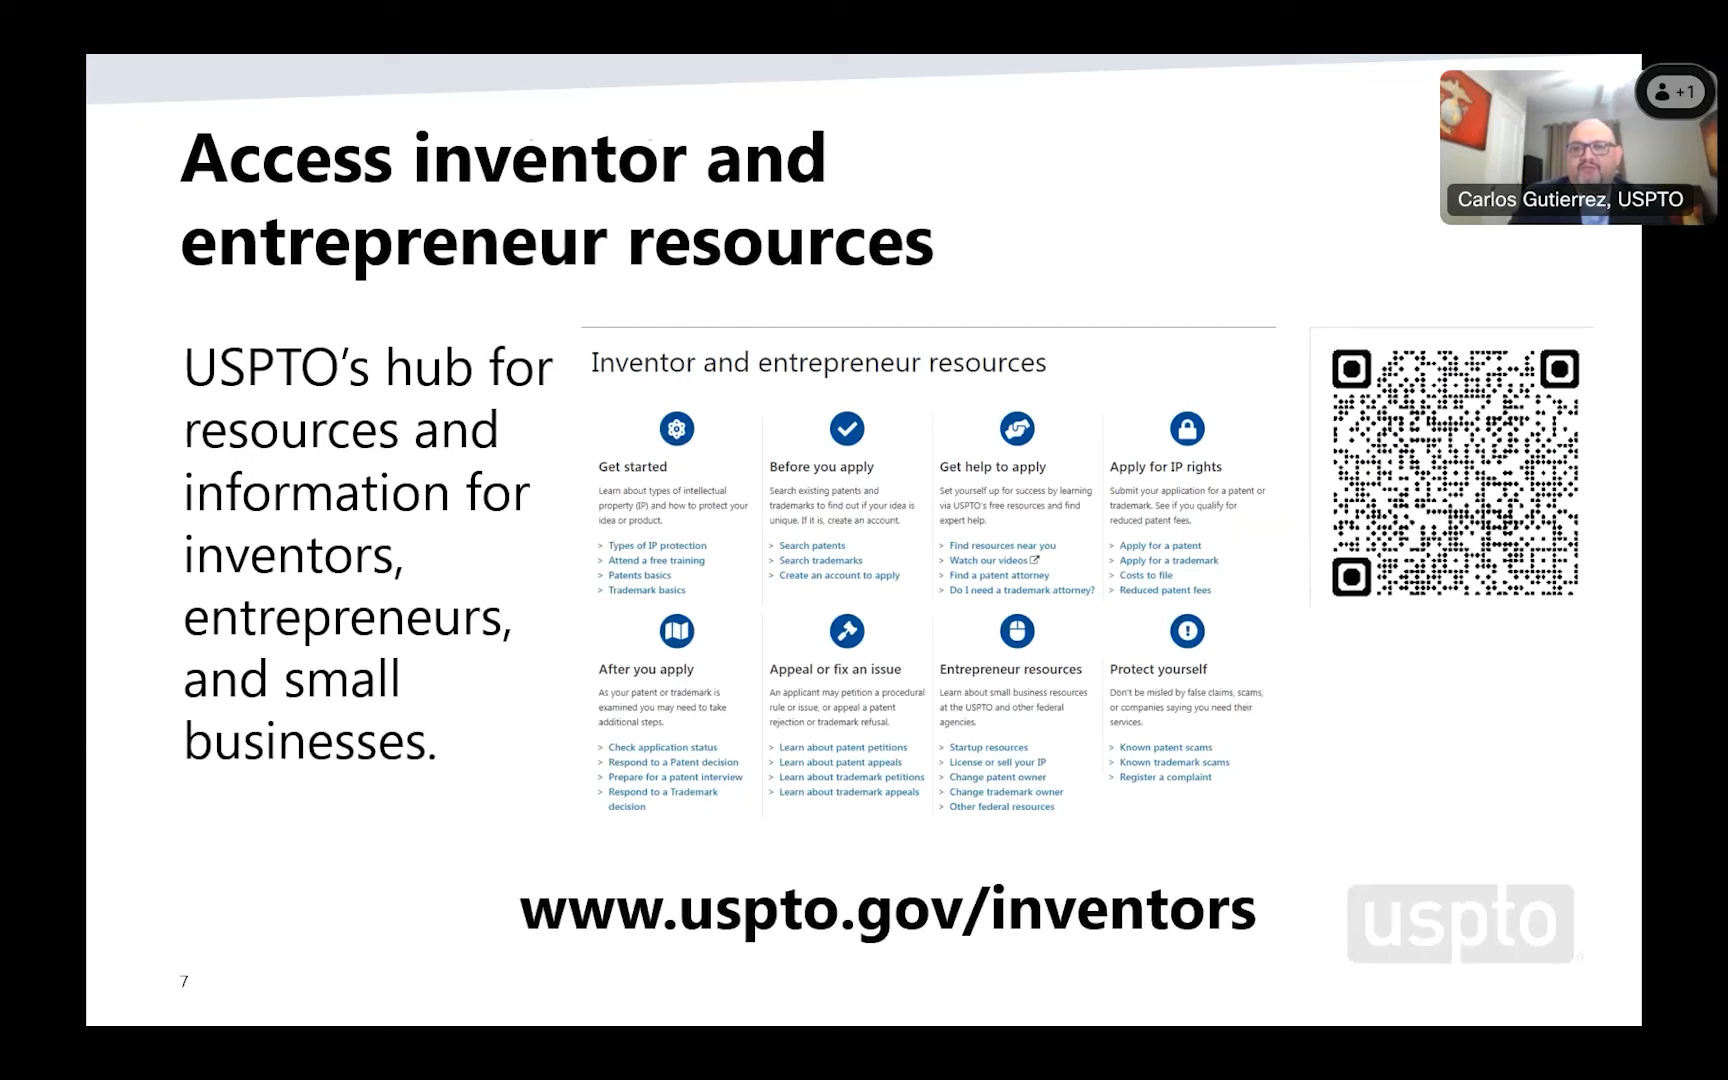 Access inventor and
entrepreneur resources
+1
Carlos Gutierrez, USPTO
USPTO’s hub for
resources and
information for
inventors,
entrepreneurs,
and small
businesses.
Inventor and entrepreneur resources
Get started
Learn about types of intellectual
property (IP) and how to protect your
idea or product.
> Types of IP protection
> Attend a free training
> Patents basics
> Trademark basics
Before you apply
Search existing patents and
trademarks to find out if your idea is
unique. If it is, create an account.
> Search patents
> Search trademarks
> Create an account to apply
Get help to apply
Set yourself up for success by learning
via USPTO's free resources and find
expert help.
> Find resources near you
> Watch our videos
> Find a patent attorney
> Do I need a trademark attorney?
Apply for IP rights
Submit your application for a patent or
trademark. See if you qualify for
reduced patent fees.
> Apply for a patent
> Apply for a trademark
> Costs to file
> Reduced patent fees
After you apply
As your patent or trademark is
examined you may need to take
additional steps.
> Check application status
> Respond to a Patent decision
> Prepare for a patent interview
> Respond to a Trademark
decision
Appeal or fix an issue
An applicant may petition a procedural
rule or issue, or appeal a patent
rejection or trademark refusal.
> Learn about patent petitions
> Learn about patent appeals
> Learn about trademark petitions
> Learn about trademark appeals
Entrepreneur resources
Learn about small business resources
at the USPTO and other federal
agencies.
> Startup resources
> License or sell your IP
> Change patent owner
> Change trademark owner
> Other federal resources
Protect yourself
Don't be misled by false claims, scams,
or companies saying you need their
services.
> Known patent scams
> Known trademark scams
> Register a complaint
www.uspto.gov/inventors
uspto
7